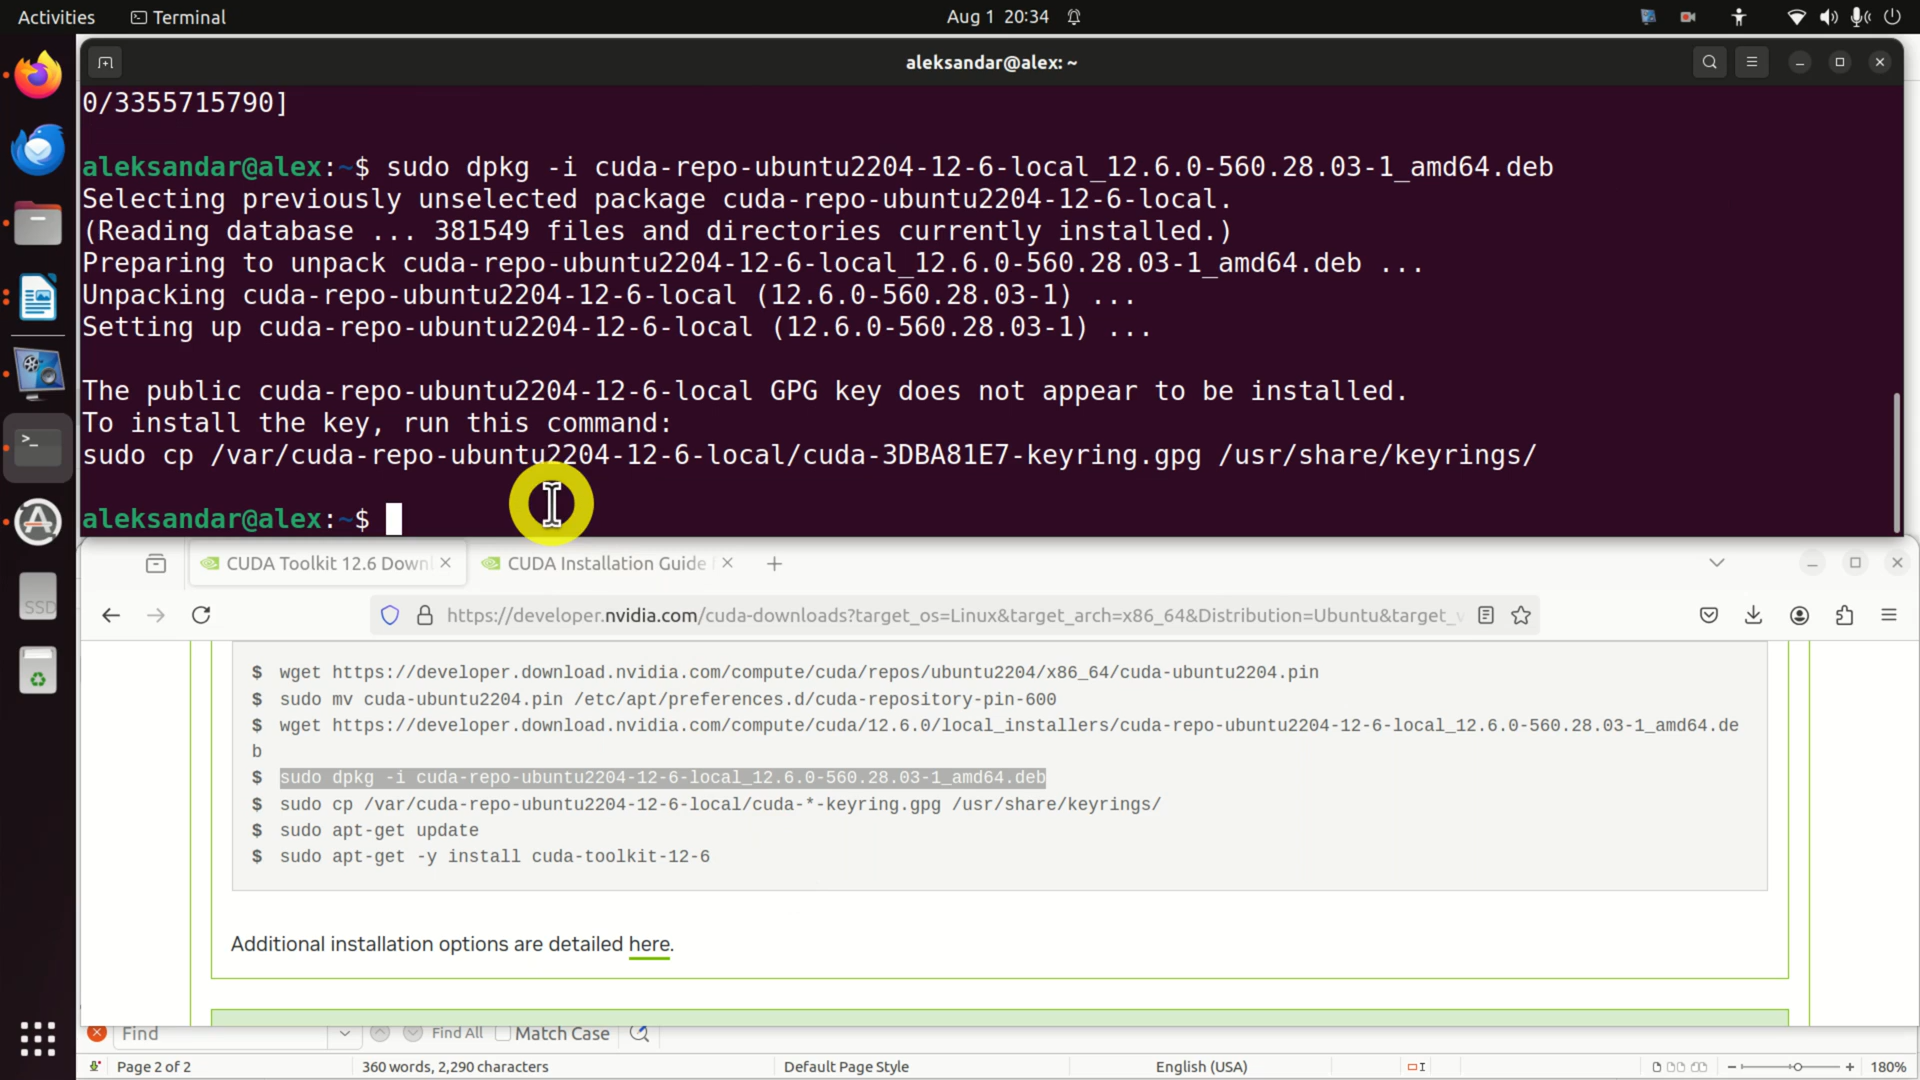 Activities
Terminal
Aug 1 20:34
aleksandar@alex: ~
0/3355715790]
aleksandar@alex:~$ sudo dpkg -i cuda-repo-ubuntu2204-12-6-local_12.6.0-560.28.03-1_amd64.deb
Selecting previously unselected package cuda-repo-ubuntu2204-12-6-local.
(Reading database ... 381549 files and directories currently installed.)
Preparing to unpack cuda-repo-ubuntu2204-12-6-local_12.6.0-560.28.03-1_amd64.deb ...
Unpacking cuda-repo-ubuntu2204-12-6-local (12.6.0-560.28.03-1) ...
Setting up cuda-repo-ubuntu2204-12-6-local (12.6.0-560.28.03-1) ...
The public cuda-repo-ubuntu2204-12-6-local GPG key does not appear to be installed.
To install the key, run this command:
sudo cp /var/cuda-repo-ubuntu2204-12-6-local/cuda-3DBA81E7-keyring.gpg /usr/share/keyrings/
aleksandar@alex:~$
SSD
CUDA Toolkit 12.6 Down
CUDA Installation Guide
https://developer.nvidia.com/cuda-downloads?target_os=Linux&target_arch=x86_64&Distribution=Ubuntu&target_v
$ wget https://developer.download.nvidia.com/compute/cuda/repos/ubuntu2204/x86_64/cuda-ubuntu2204.pin
$ sudo mv cuda-ubuntu2204.pin /etc/apt/preferences.d/cuda-repository-pin-600
$ wget https://developer.download.nvidia.com/compute/cuda/12.6.0/local_installers/cuda-repo-ubuntu2204-12-6-local_12.6.0-560.28.03-1_amd64.de
b
$ sudo dpkg -i cuda-repo-ubuntu2204-12-6-local_12.6.0-560.28.03-1_amd64.deb
$ sudo cp /var/cuda-repo-ubuntu2204-12-6-local/cuda-*-keyring.gpg /usr/share/keyrings/
$ sudo apt-get update
$ sudo apt-get -y install cuda-toolkit-12-6
Additional installation options are detailed here.
Find
Find All
Match Case
Page 2 of 2
360 words, 2,290 characters
Default Page Style
English (USA)
180%